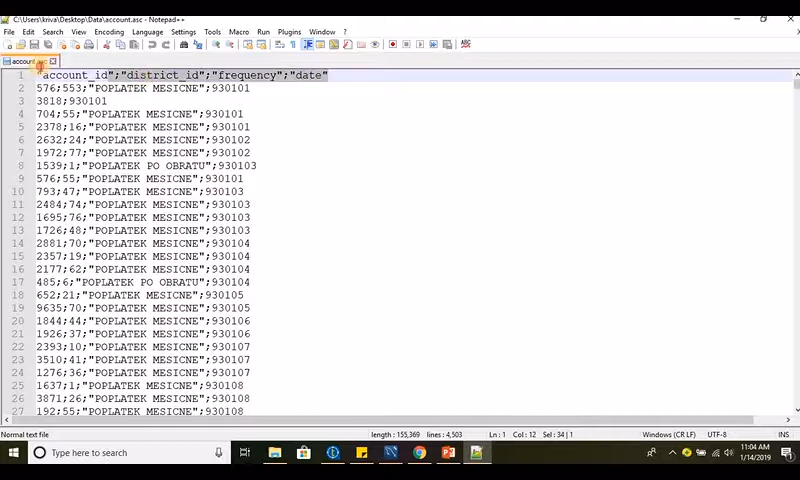 C:\Users\kriva\Desktop\Data\account.asc - Notepad++
File Edit Search View Encoding Language Settings Tools Macro Run Plugins Window ?
1 "account_id";"district_id";"frequency";"date"
2 576;553;"POPLATEK MESICNE";930101
3 3818;930101
4 704;55;"POPLATEK MESICNE";930101
5 2378;16;"POPLATEK MESICNE";930101
6 2632;24;"POPLATEK MESICNE";930102
7 1972;77;"POPLATEK MESICNE";930102
8 1539;1;"POPLATEK PO OBRATU";930103
9 576;55;"POPLATEK MESICNE";930101
10 793;47;"POPLATEK MESICNE";930103
11 2484;74;"POPLATEK MESICNE";930103
12 1695;76;"POPLATEK MESICNE";930103
13 1726;48;"POPLATEK MESICNE";930103
14 2881;70;"POPLATEK MESICNE";930104
15 2357;19;"POPLATEK MESICNE";930104
16 2177;62;"POPLATEK MESICNE";930104
17 485;6;"POPLATEK PO OBRATU";930104
18 652;21;"POPLATEK MESICNE";930105
19 9635;70;"POPLATEK MESICNE";930105
20 1844;44;"POPLATEK MESICNE";930106
21 1926;37;"POPLATEK MESICNE";930106
22 2393;10;"POPLATEK MESICNE";930107
23 3510;41;"POPLATEK MESICNE";930107
24 1276;36;"POPLATEK MESICNE";930107
25 1637;1;"POPLATEK MESICNE";930108
26 3871;26;"POPLATEK MESICNE";930108
27 192;55;"POPLATEK MESICNE";930108
Normal text file length : 155,369 lines : 4,503 Ln : 1 Col : 12 Sel : 34 | 1 Windows (CR LF) UTF-8 INS
Type here to search
11:04 AM
1/14/2019